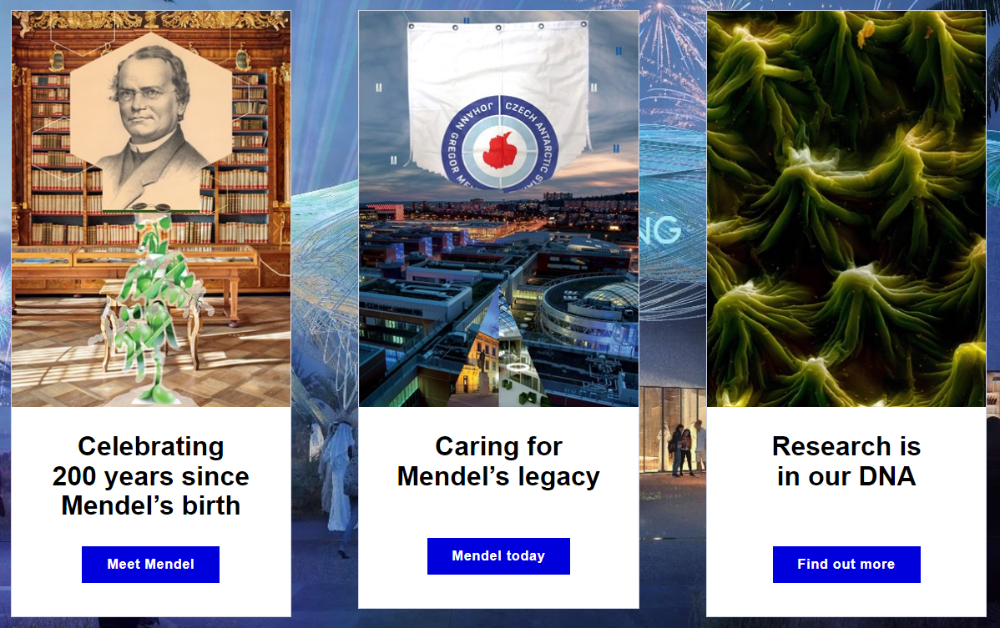 Celebrating
200 years since
Mendel’s birth
Meet Mendel
JOHANN GREGOR
CZECH ANTARCTIC
Caring for
Mendel’s legacy
Mendel today
NG
Research is
in our DNA
Find out more